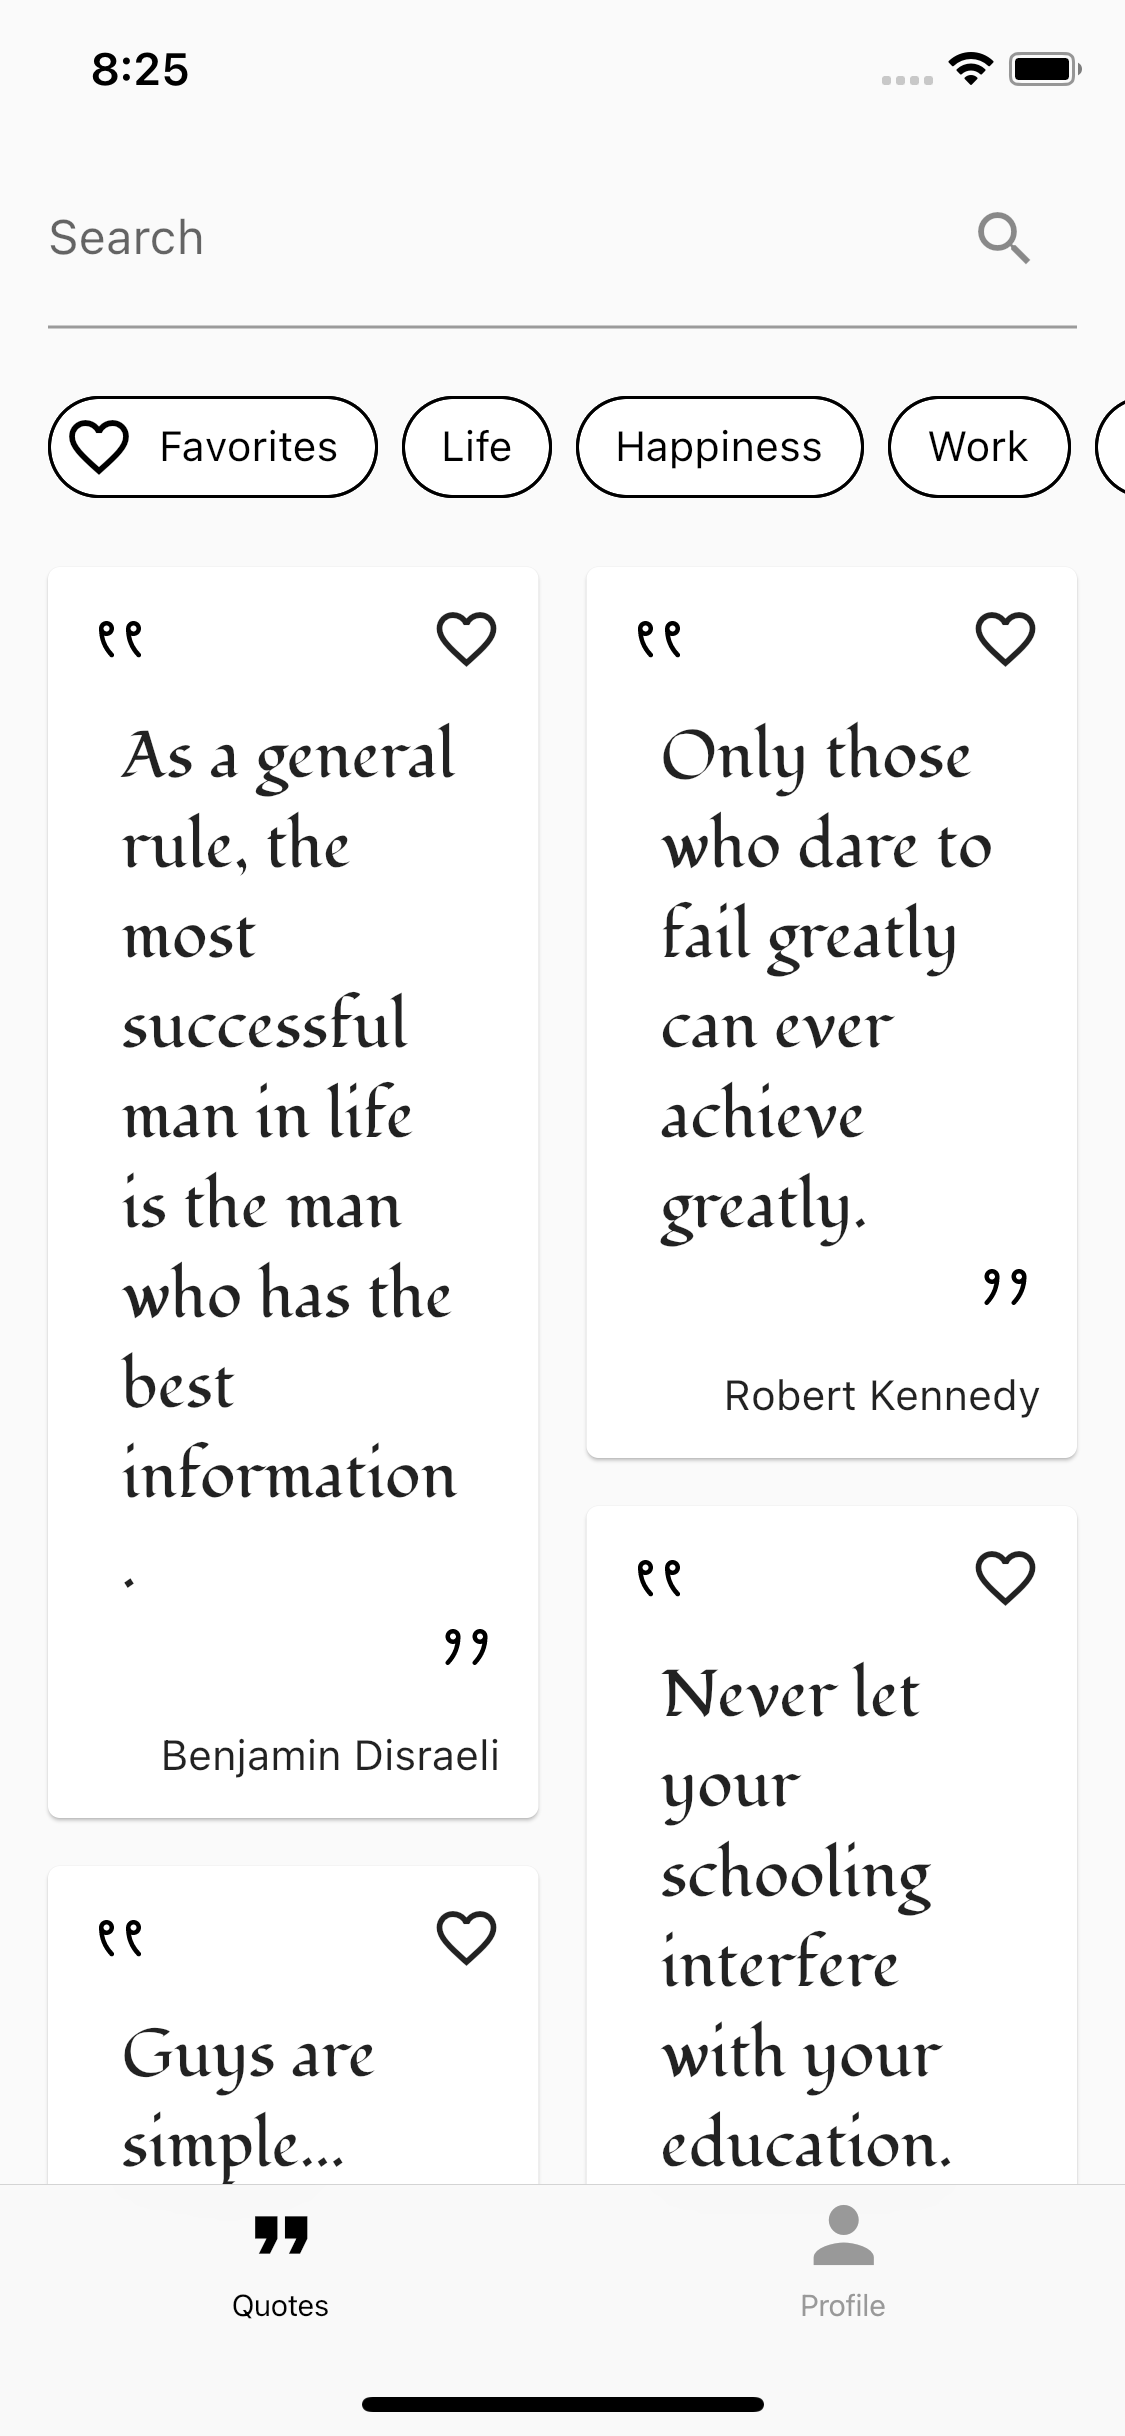 8:25
Search
Favorites
Life
Happiness
Work
“
As a general
rule, the
most
successful
man in life
is the man
who has the
best
information
.
”
Benjamin Disraeli
“
Only those
who dare to
fail greatly
can ever
achieve
greatly.
”
Robert Kennedy
“
Guys are
simple...
“
Never let
your
schooling
interfere
with your
education.
Quotes
Profile